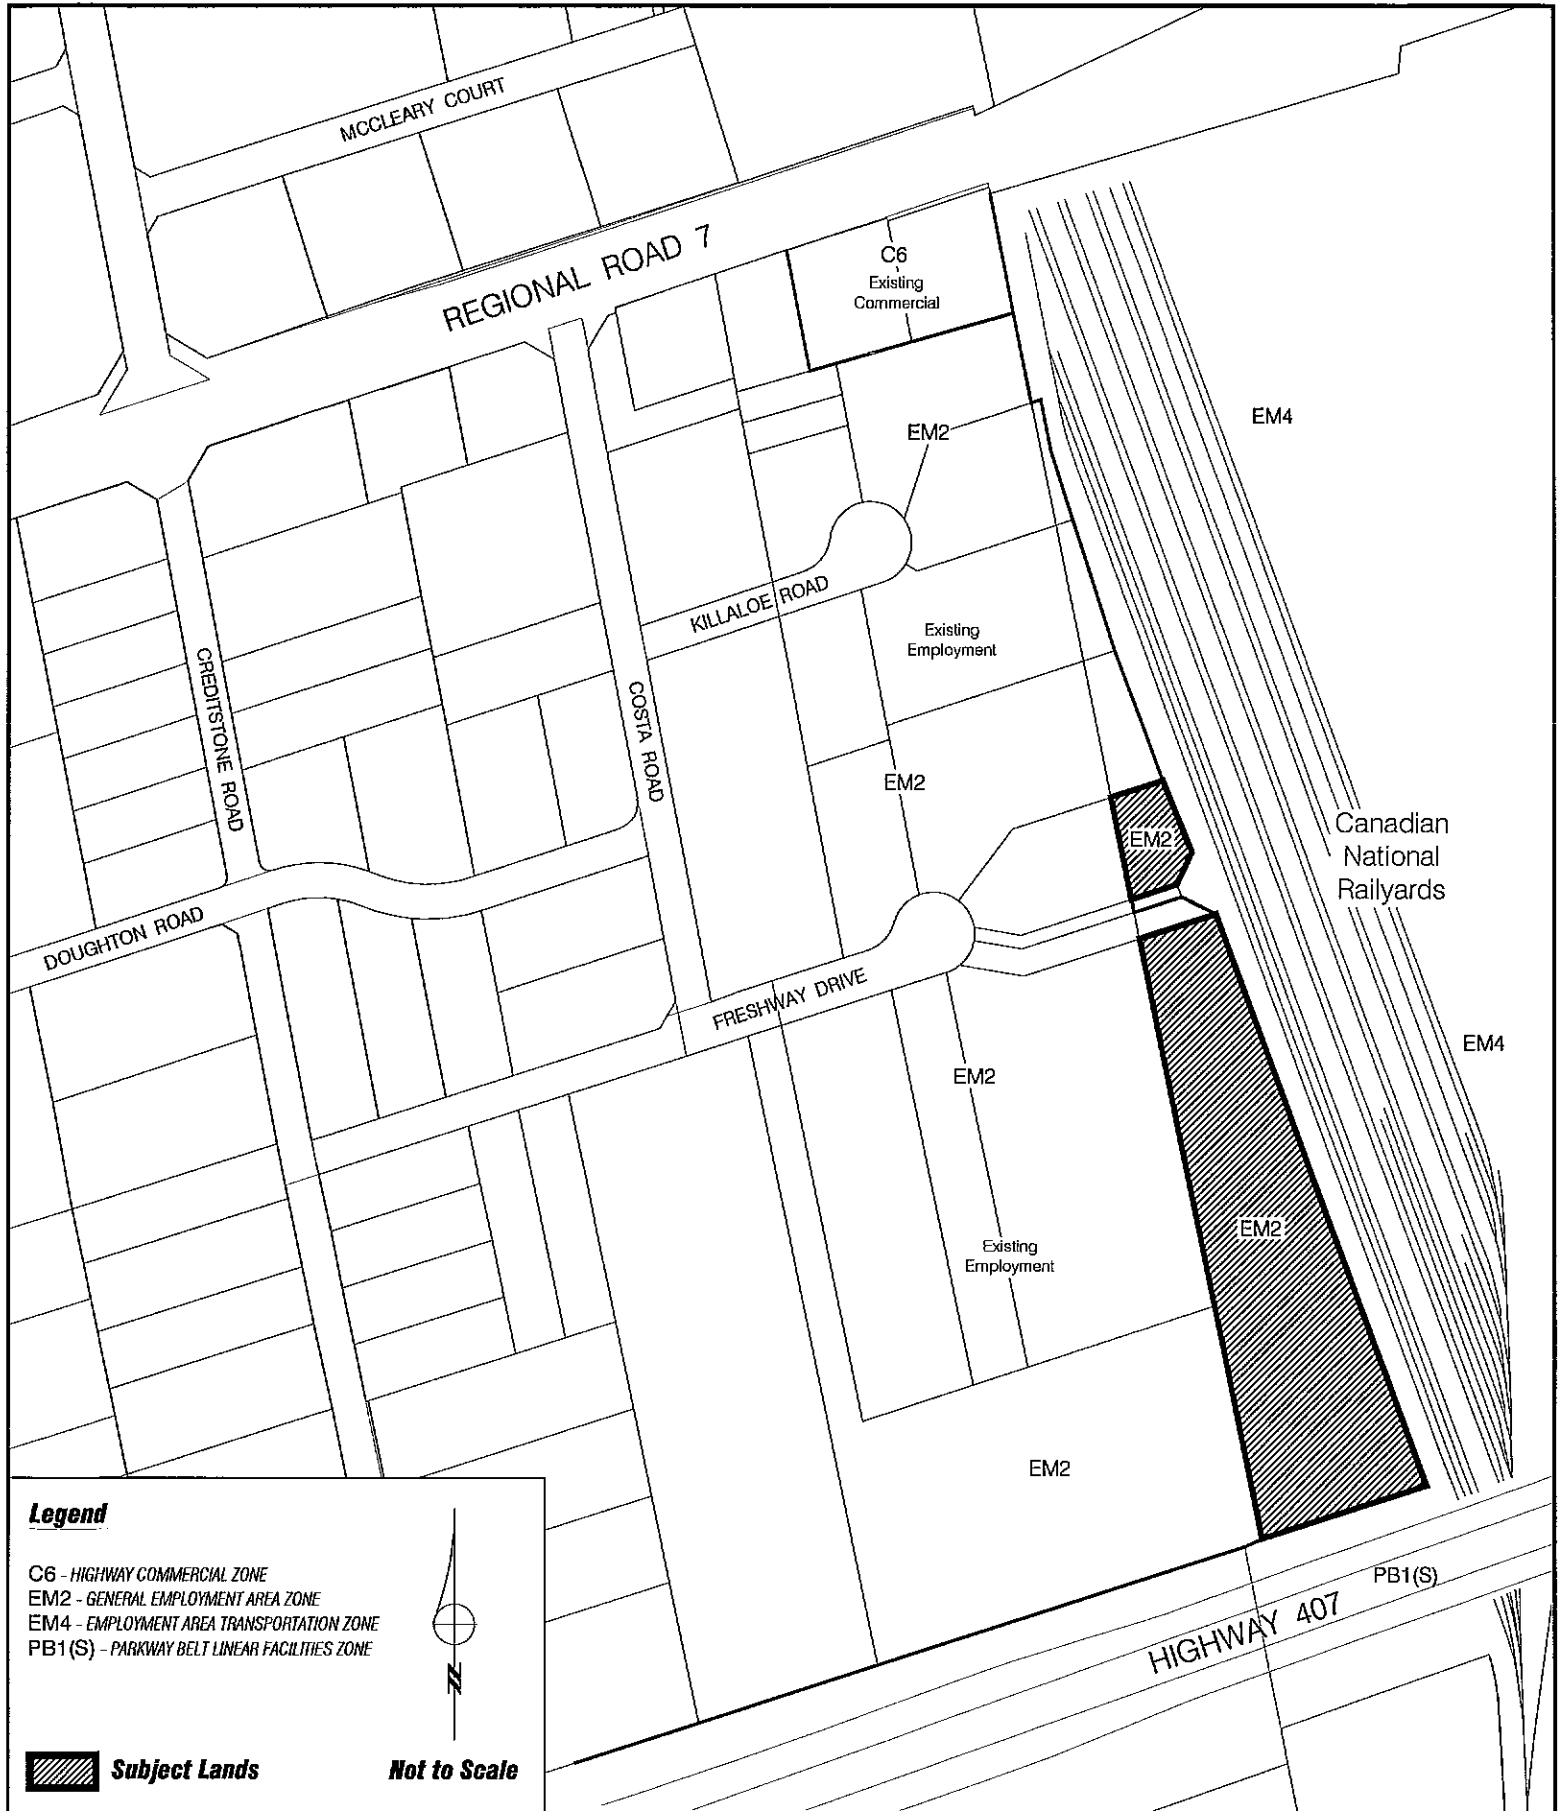 MCCLEARY COURT
REGIONAL ROAD 7
C6
Existing
Commercial
EM4
EM2
KILLALOE ROAD
Existing
Employment
CREDITSTONE ROAD
COSTA ROAD
EM2
EM2
Canadian
National
Railyards
DOUGHTON ROAD
FRESHWAY DRIVE
EM4
EM2
EM2
Existing
Employment
EM2
Legend
C6 - HIGHWAY COMMERCIAL ZONE
EM2 - GENERAL EMPLOYMENT AREA ZONE
EM4 - EMPLOYMENT AREA TRANSPORTATION ZONE
PB1(S) - PARKWAY BELT LINEAR FACILITIES ZONE
N
Subject Lands
Not to Scale
PB1(S)
HIGHWAY 407